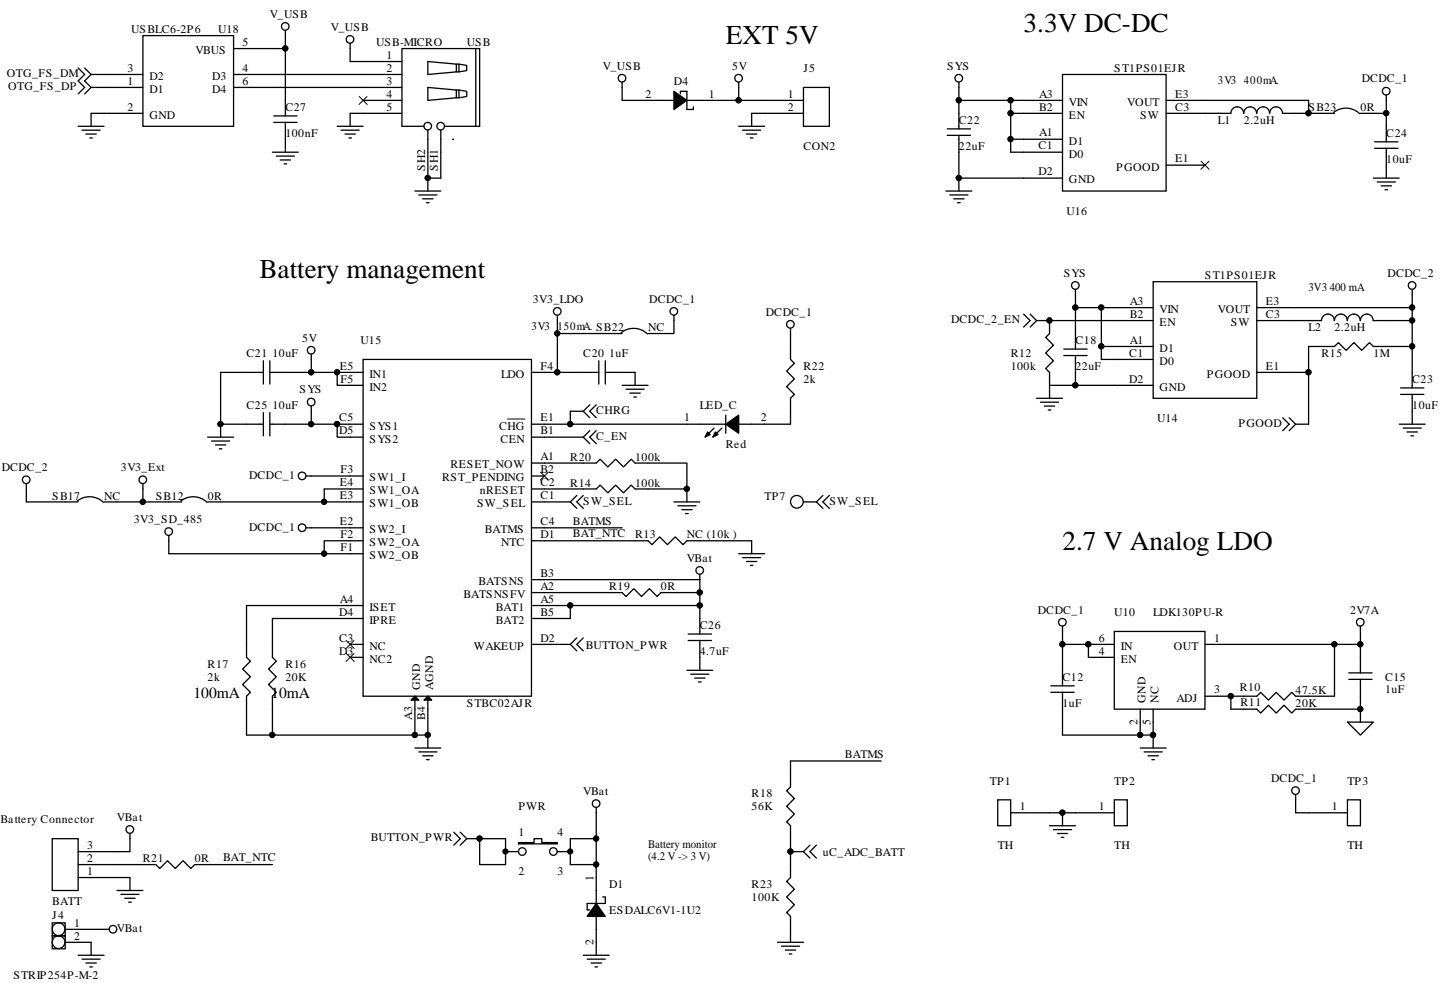 USBLC6-2P6 U18
V_USB
VBUS
5
OTG_FS_DM
3
D2
D3
4
OTG_FS_DP
1
D1
D4
6
2
GND
C27
100nF
V_USB
USB-MICRO
USB
1
2
3
4
5
SH2
SH1
EXT 5V
V_USB
D4
2
1
5V
J5
1
2
CON2
3.3V DC-DC
SYS
ST1PS01EJR
3V3 400mA
DCDC_1
A3
VIN
VOUT
E3
B2
EN
SW
C3
L1 2.2uH
SB23 0R
C22
22uF
A1
D1
C1
D0
PGOOD
E1
D2
GND
C24
10uF
U16
SYS
ST1PS01EJR
3V3 400 mA
DCDC_2
A3
VIN
VOUT
E3
DCDC_2_EN
B2
EN
SW
C3
L2 2.2uH
R12
100k
C18
22uF
A1
D1
C1
D0
R15 1M
PGOOD
E1
D2
GND
C23
10uF
U14
PGOOD
Battery management
3V3_LDO
DCDC_1
DCDC_1
3V3 150mA
SB22 NC
U15
5V
C21 10uF
E5
IN1
F5
IN2
LDO
F4
C20 1uF
R22
2k
SYS
C25 10uF
C5
SYS1
D5
SYS2
CHG
E1
CHRG
1
LED_C
2
Red
CEN
B1
C_EN
DCDC_2
3V3_Ext
DCDC_1
F3
SW1_I
SB17 NC
SB12 0R
E4
SW1_OA
E3
SW1_OB
RESET_NOW
A1
R20 100k
RST_PENDING
B2
nRESET
C2
R14 100k
SW_SEL
C1
SW_SEL
TP7
SW_SEL
3V3_SD_485
DCDC_1
E2
SW2_I
F2
SW2_OA
F1
SW2_OB
BATMS
C4
BATMS
NTC
D1
BAT_NTC
R13 NC (10k )
VBat
BATSNS
B3
BATSNSFV
A2
R19 0R
BAT1
A5
BAT2
B5
C26
4.7uF
A4
ISET
D4
IPRE
C3
NC
D3
NC2
WAKEUP
D2
BUTTON_PWR
R17
2k
100mA
R16
20K
10mA
GND
AGND
A3
B4
STBC02AJR
2.7 V Analog LDO
DCDC_1
U10
LDK130PU-R
2V7A
6
IN
OUT
1
4
EN
C12
1uF
GND
NC
2
5
ADJ
3
R10 47.5K
R11 20K
C15
1uF
TP1
1
TH
TP2
1
TH
DCDC_1
TP3
1
TH
BATMS
R18
56K
uC_ADC_BATT
R23
100K
Battery monitor
(4.2 V -> 3 V)
PWR
VBat
BUTTON_PWR
1
4
2
3
1
D1
ESDALC6V1-1U2
2
Battery Connector
VBat
3
2
R21 0R
BAT_NTC
1
BATT
J4
1
VBat
2
STRIP254P-M-2